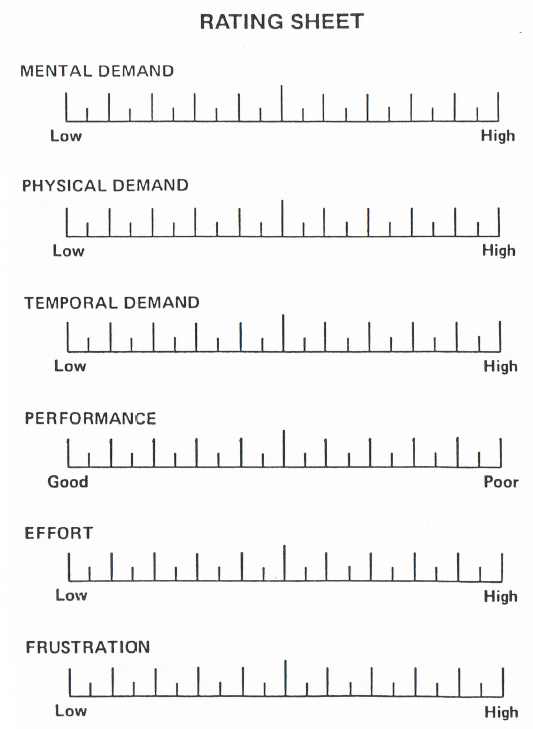 RATING SHEET
MENTAL DEMAND
Low High
PHYSICAL DEMAND
Low High
TEMPORAL DEMAND
Low High
PERFORMANCE
Good Poor
EFFORT
Low High
FRUSTRATION
Low High